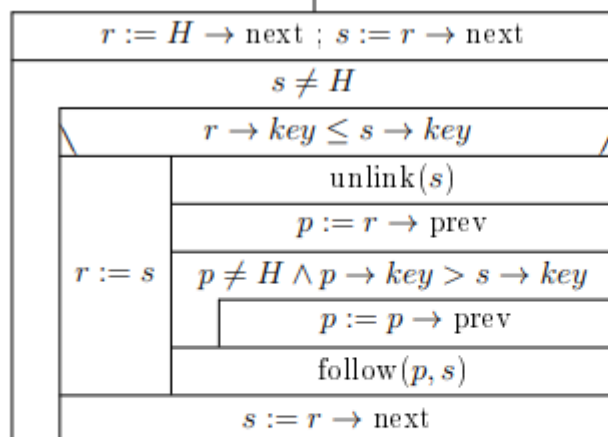 r := H → next ; s := r → next
s ≠ H
r → key ≤ s → key
unlink(s)
p := r → prev
r := s
p ≠ H ∧ p → key > s → key
p := p → prev
follow(p, s)
s := r → next